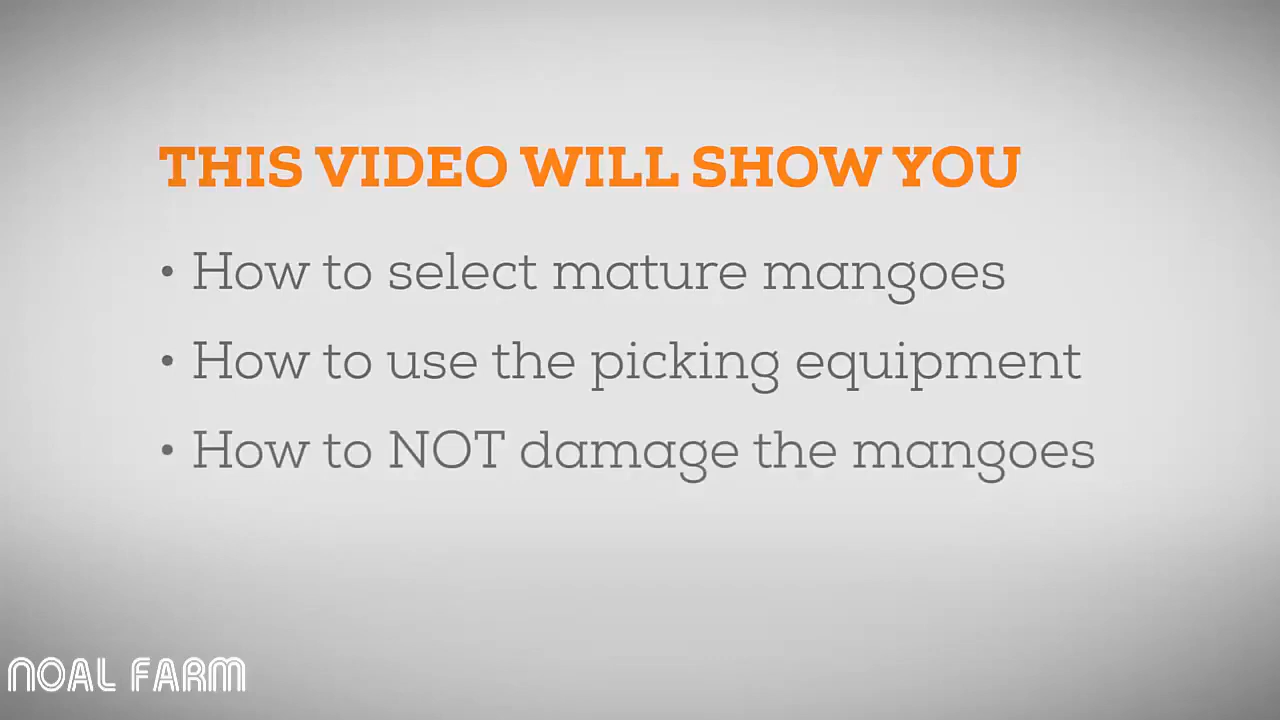 THIS VIDEO WILL SHOW YOU
• How to select mature mangoes
• How to use the picking equipment
• How to NOT damage the mangoes
NOAL FARM